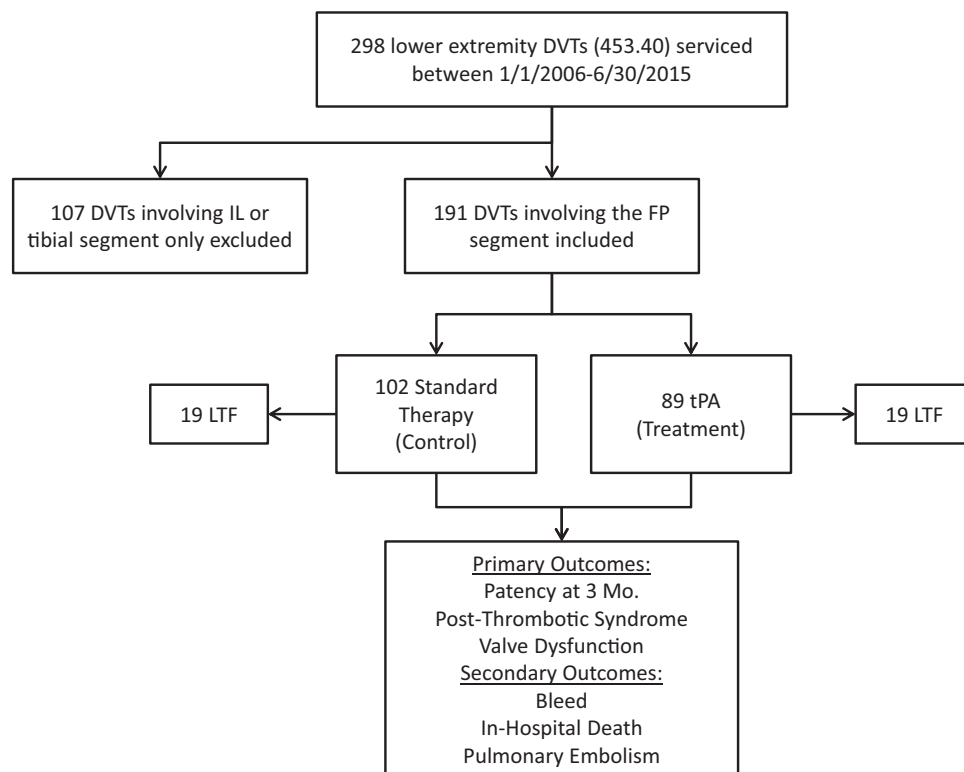 298 lower extremity DVTs (453.40) serviced
between 1/1/2006-6/30/2015
107 DVTs involving IL or
tibial segment only excluded
191 DVTs involving the FP
segment included
19 LTF
102 Standard
Therapy
(Control)
89 tPA
(Treatment)
19 LTF
Primary Outcomes:
Patency at 3 Mo.
Post-Thrombotic Syndrome
Valve Dysfunction
Secondary Outcomes:
Bleed
In-Hospital Death
Pulmonary Embolism